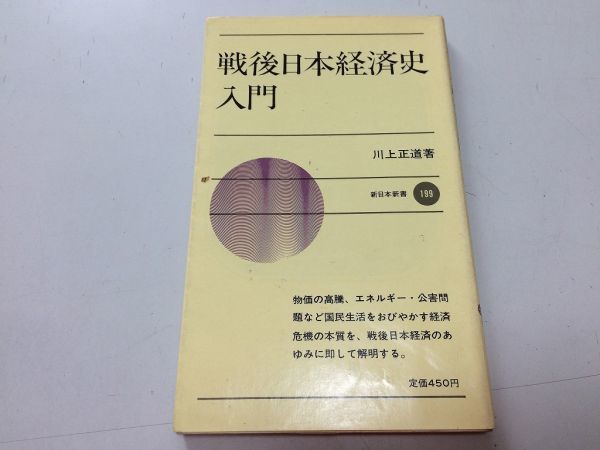 戦後日本経済史
入門
川上正道著
新日本新書 199
物価の高騰、エネルギー・公害問
題など国民生活をおびやかす経済
危機の本質を、戦後日本経済のあ
ゆみに即して解明する。
定価450円